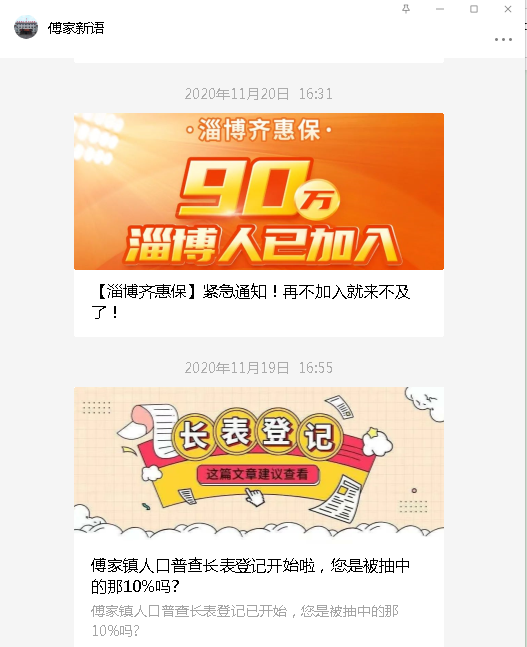 傅家新语
2020年11月20日 16:31
·淄博齐惠保·
90万
淄博人已加入
【淄博齐惠保】紧急通知！再不加入就来不及
了！
2020年11月19日 16:55
长表登记
这篇文章建议查看
傅家镇人口普查长表登记开始啦，您是被抽中
的那10%吗？
傅家镇人口普查长表登记已开始，您是被抽中的那
10%吗？